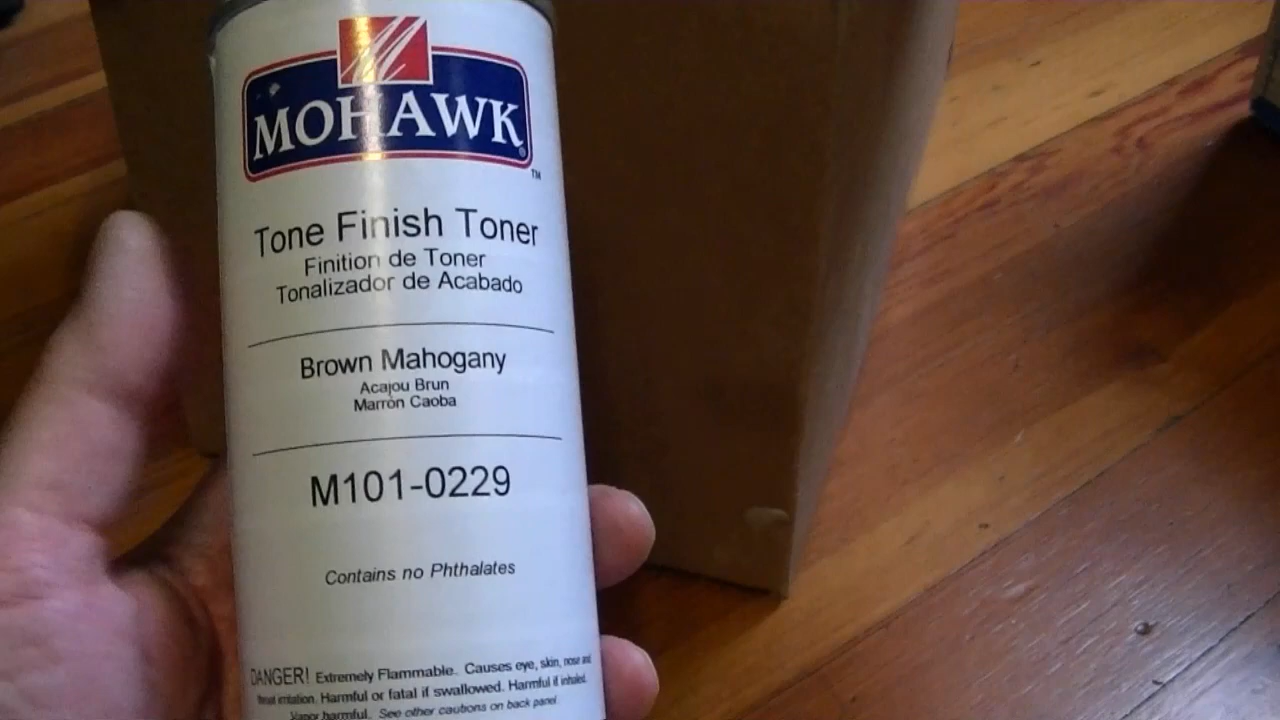 MOHAWK
®
TM
Tone Finish Toner
Finition de Toner
Tonalizador de Acabado
Brown Mahogany
Acajou Brun
Marrón Caoba
M101-0229
Contains no Phthalates
DANGER! Extremely Flammable. Causes eye, skin, nose and
throat irritation. Harmful or fatal if swallowed. Harmful if inhaled.
Vapor harmful. See other cautions on back panel.